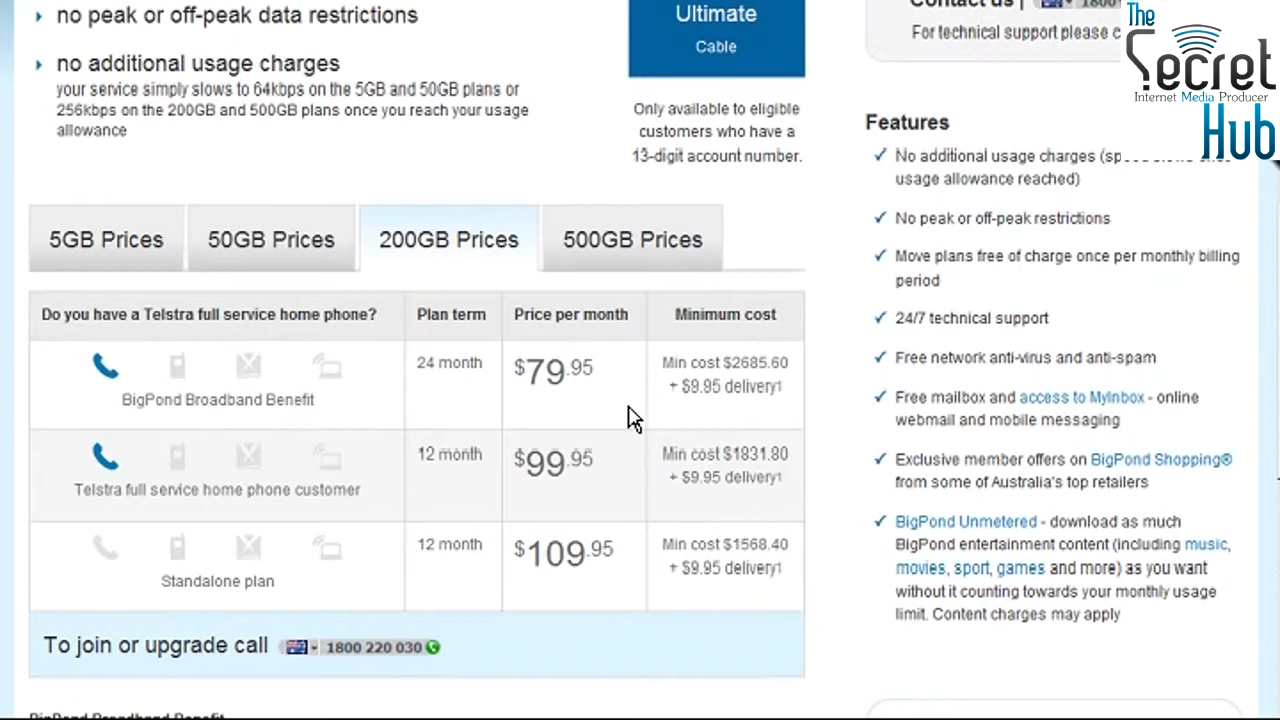 no peak or off-peak data restrictions
no additional usage charges
your service simply slows to 64kbps on the 5GB and 50GB plans or
256kbps on the 200GB and 500GB plans once you reach your usage
allowance
Ultimate
Cable
Only available to eligible
customers who have a
13-digit account number.
Contact us | 1800
For technical support please c
The
Secret
Internet Media Producer
Hub
5GB Prices
50GB Prices
200GB Prices
500GB Prices
Do you have a Telstra full service home phone?
Plan term
Price per month
Minimum cost
BigPond Broadband Benefit
24 month
$79.95
Min cost $2685.60
+ $9.95 delivery¹
Telstra full service home phone customer
12 month
$99.95
Min cost $1831.80
+ $9.95 delivery¹
Standalone plan
12 month
$109.95
Min cost $1568.40
+ $9.95 delivery¹
To join or upgrade call 1800 220 030
BigPond Broadband Benefit
Features
No additional usage charges
usage allowance reached)
No peak or off-peak restrictions
Move plans free of charge once per monthly billing
period
24/7 technical support
Free network anti-virus and anti-spam
Free mailbox and access to MyInbox - online
webmail and mobile messaging
Exclusive member offers on BigPond Shopping®
from some of Australia's top retailers
BigPond Unmetered - download as much
BigPond entertainment content (including music,
movies, sport, games and more) as you want
without it counting towards your monthly usage
limit. Content charges may apply